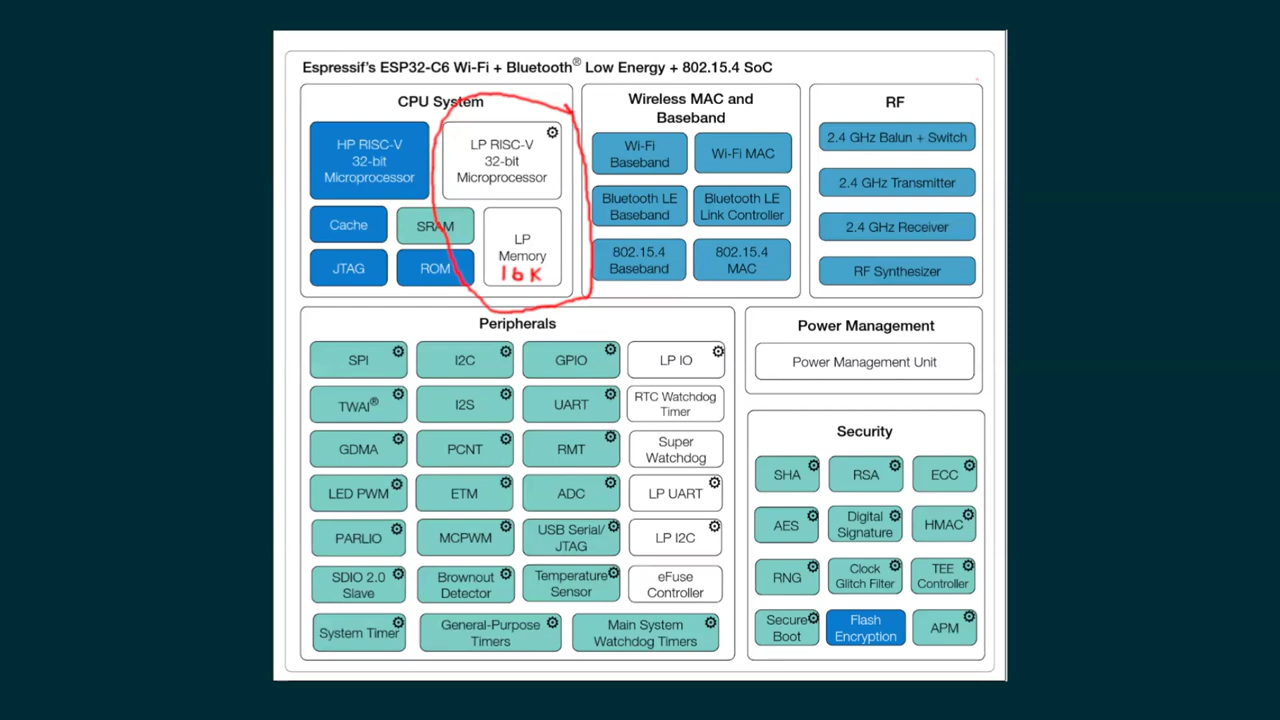 Espressif's ESP32-C6 Wi-Fi + Bluetooth® Low Energy + 802.15.4 SoC
CPU System
HP RISC-V
32-bit
Microprocessor
LP RISC-V
32-bit
Microprocessor
Cache
SRAM
LP
Memory
16K
JTAG
ROM
Wireless MAC and
Baseband
Wi-Fi
Baseband
Wi-Fi MAC
Bluetooth LE
Baseband
Bluetooth LE
Link Controller
802.15.4
Baseband
802.15.4
MAC
RF
2.4 GHz Balun + Switch
2.4 GHz Transmitter
2.4 GHz Receiver
RF Synthesizer
Peripherals
SPI
I2C
GPIO
LP IO
TWAI®
I2S
UART
RTC Watchdog
Timer
GDMA
PCNT
RMT
Super
Watchdog
LED PWM
ETM
ADC
LP UART
PARLIO
MCPWM
USB Serial/
JTAG
LP I2C
SDIO 2.0
Slave
Brownout
Detector
Temperature
Sensor
eFuse
Controller
System Timer
General-Purpose
Timers
Main System
Watchdog Timers
Power Management
Power Management Unit
Security
SHA
RSA
ECC
AES
Digital
Signature
HMAC
RNG
Clock
Glitch Filter
TEE
Controller
Secure
Boot
Flash
Encryption
APM